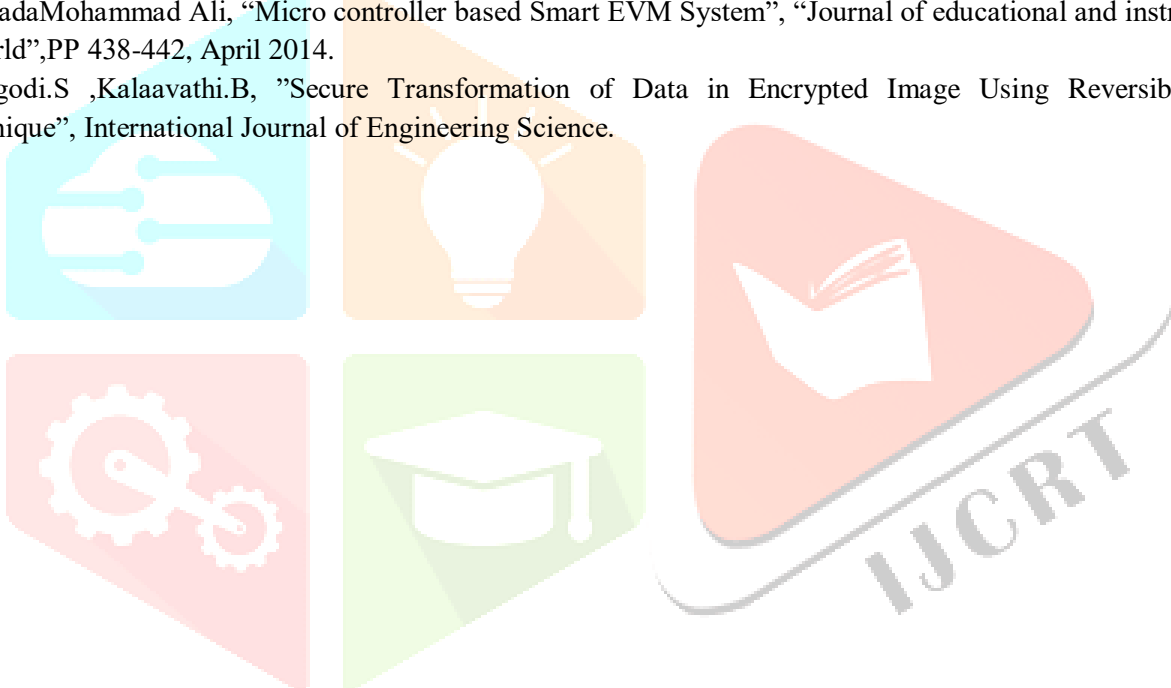 adaMohammad Ali, “Micro controller based Smart EVM System”, “Journal of educational and instr
rld”,PP 438-442, April 2014.
godi.S ,Kalaavathi.B, ”Secure Transformation of Data in Encrypted Image Using Reversib
nique”, International Journal of Engineering Science.
IJCRT